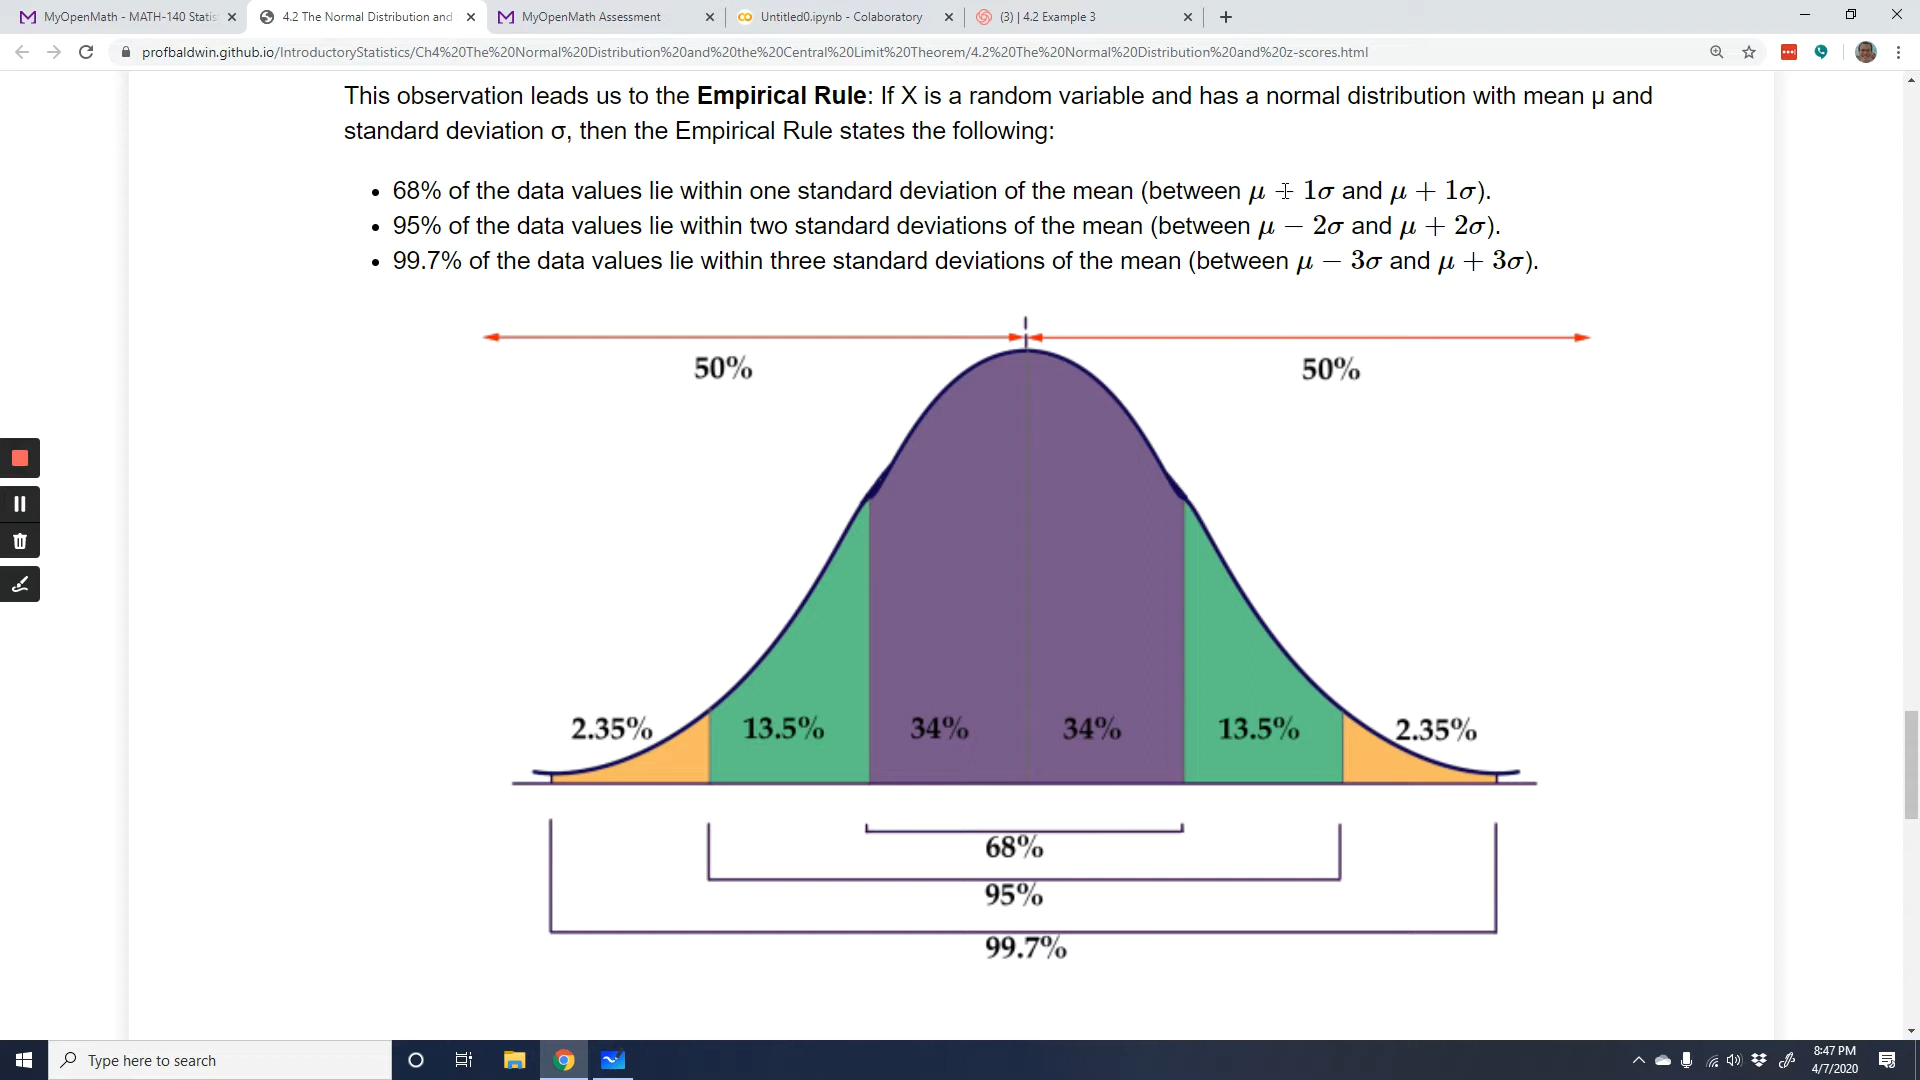 MyOpenMath - MATH-140 Statis
4.2 The Normal Distribution and
MyOpenMath Assessment
Untitled0.ipynb - Colaboratory
(3) | 4.2 Example 3
profbaldwin.github.io/IntroductoryStatistics/Ch4%20The%20Normal%20Distribution%20and%20the%20Central%20Limit%20Theorem/4.2%20The%20Normal%20Distribution%20and%20z-scores.html
This observation leads us to the Empirical Rule: If X is a random variable and has a normal distribution with mean μ and
standard deviation σ, then the Empirical Rule states the following:
• 68% of the data values lie within one standard deviation of the mean (between μ − 1σ and μ + 1σ).
• 95% of the data values lie within two standard deviations of the mean (between μ − 2σ and μ + 2σ).
• 99.7% of the data values lie within three standard deviations of the mean (between μ − 3σ and μ + 3σ).
50% 50%
2.35% 13.5% 34% 34% 13.5% 2.35%
68%
95%
99.7%
Type here to search
8:47 PM
4/7/2020